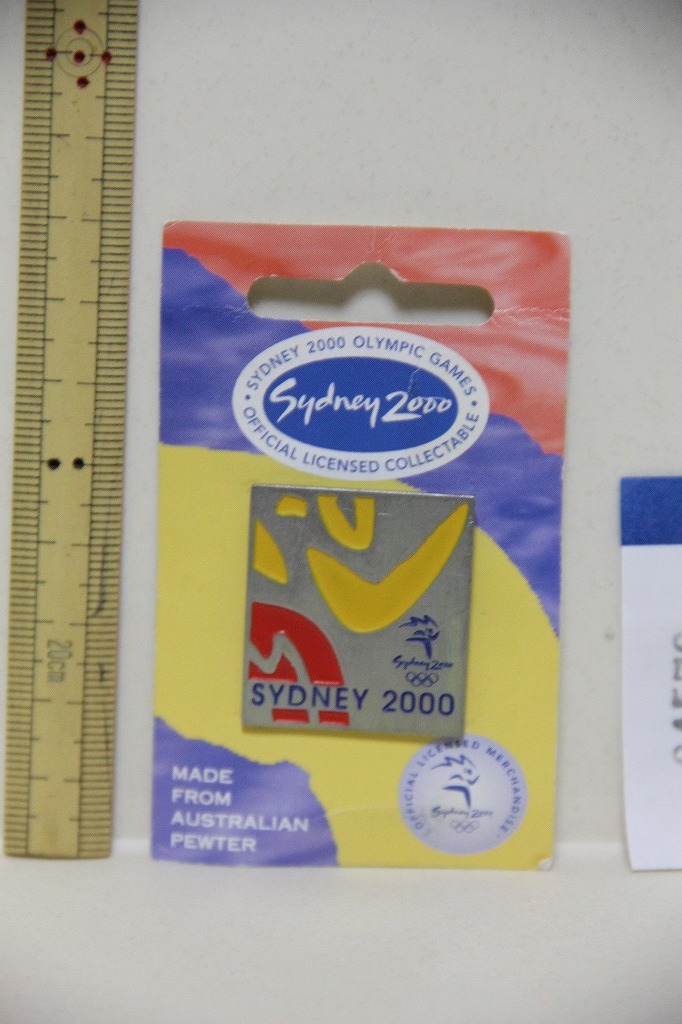 SYDNEY 2000 OLYMPIC GAMES
Sydney 2000
OFFICIAL LICENSED COLLECTABLE
Sydney 2000
SYDNEY 2000
OFFICIAL LICENSED MERCHANDISE
Sydney 2000
MADE
FROM
AUSTRALIAN
PEWTER
20cm